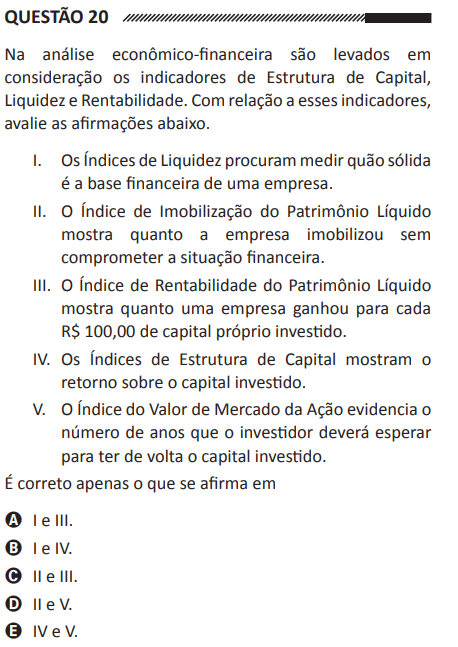 QUESTÃO 20
Na análise econômico-financeira são levados em
consideração os indicadores de Estrutura de Capital,
Liquidez e Rentabilidade. Com relação a esses indicadores,
avalie as afirmações abaixo.
I. Os Índices de Liquidez procuram medir quão sólida
é a base financeira de uma empresa.
II. O Índice de Imobilização do Patrimônio Líquido
mostra quanto a empresa imobilizou sem
comprometer a situação financeira.
III. O Índice de Rentabilidade do Patrimônio Líquido
mostra quanto uma empresa ganhou para cada
R$ 100,00 de capital próprio investido.
IV. Os Índices de Estrutura de Capital mostram o
retorno sobre o capital investido.
V. O Índice do Valor de Mercado da Ação evidencia o
número de anos que o investidor deverá esperar
para ter de volta o capital investido.
É correto apenas o que se afirma em
A I e III.
B I e IV.
C II e III.
D II e V.
E IV e V.